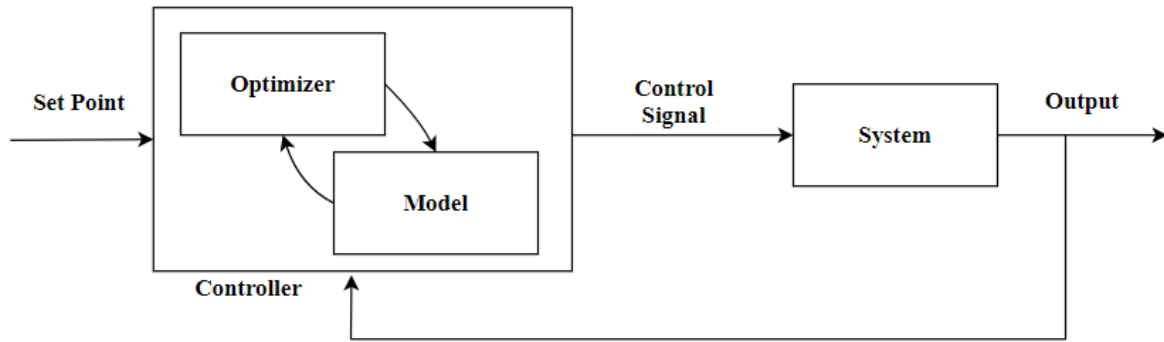 Set Point
Optimizer
Model
Controller
Control
Signal
System
Output